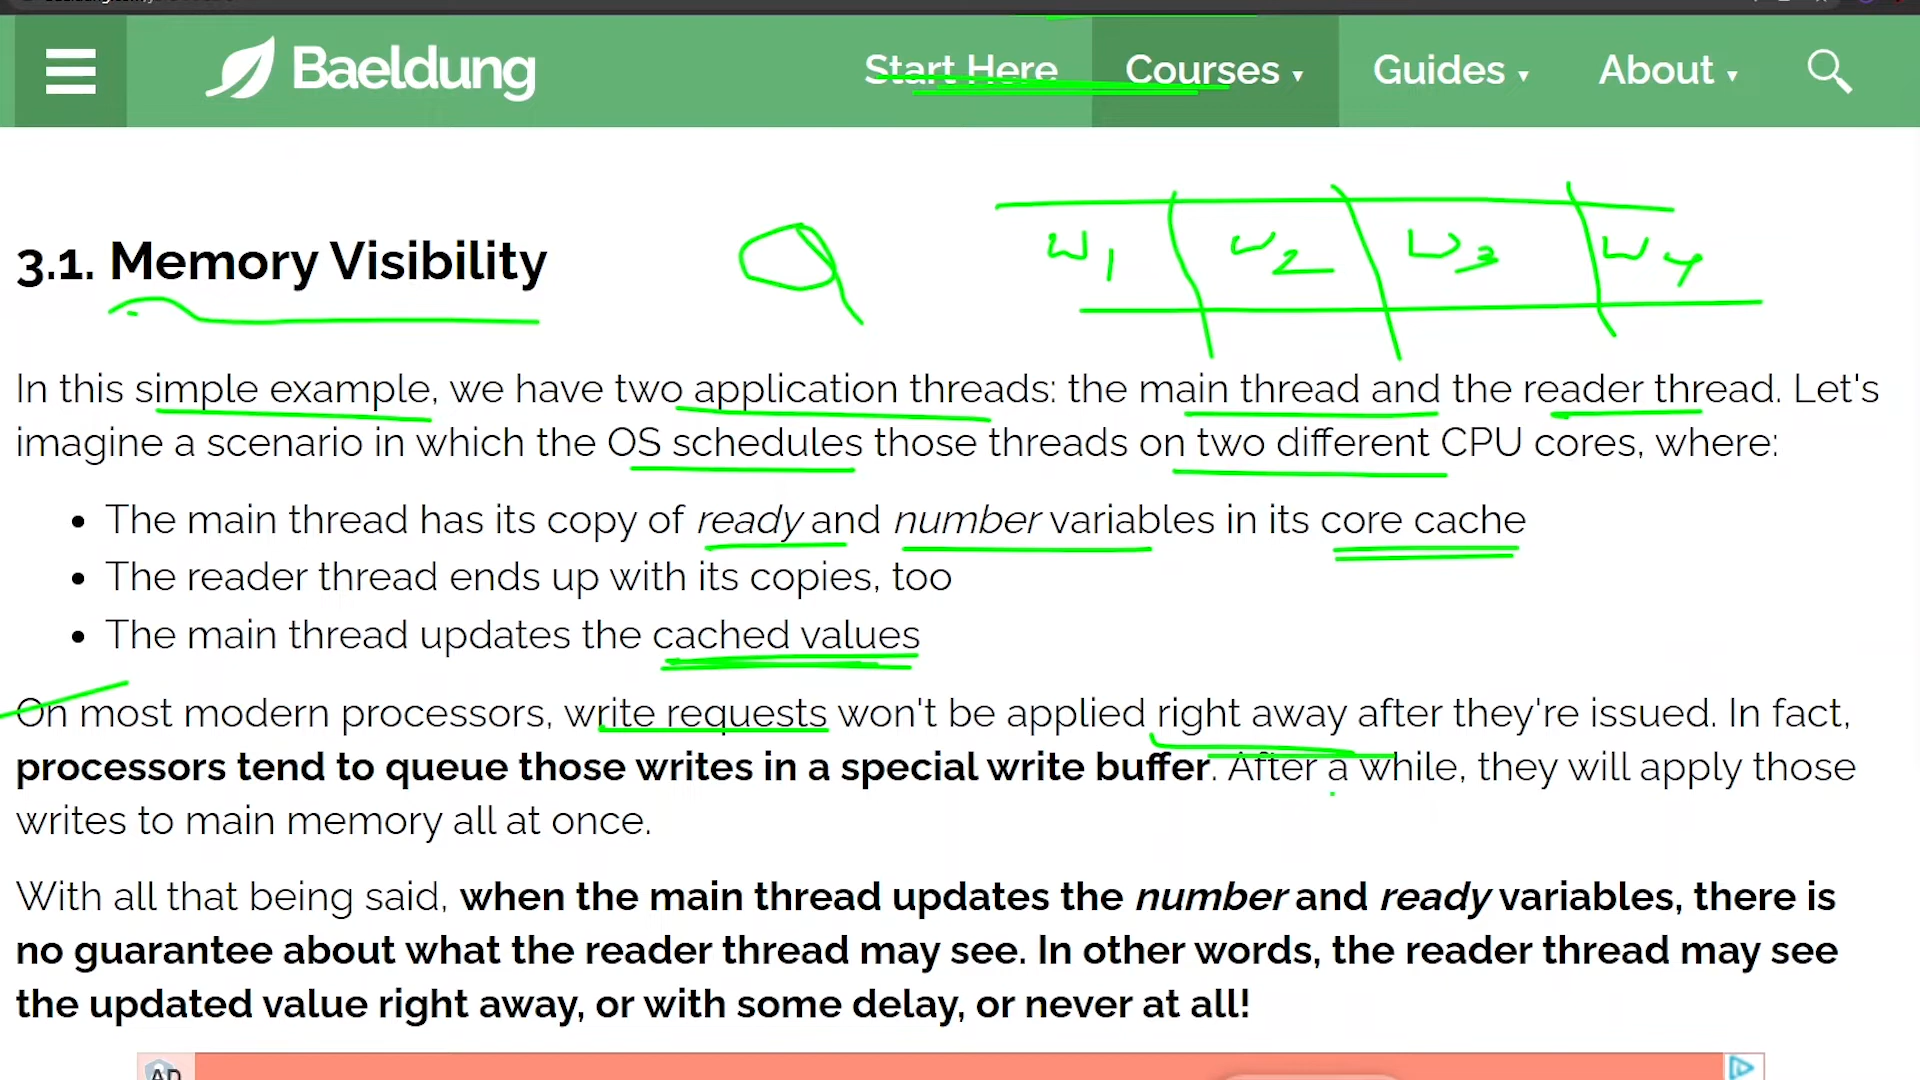 Baeldung
Start Here Courses Guides About
W1 W2 W3 W4
3.1. Memory Visibility
In this simple example, we have two application threads: the main thread and the reader thread. Let's
imagine a scenario in which the OS schedules those threads on two different CPU cores, where:
• The main thread has its copy of ready and number variables in its core cache
• The reader thread ends up with its copies, too
• The main thread updates the cached values
On most modern processors, write requests won't be applied right away after they're issued. In fact,
processors tend to queue those writes in a special write buffer. After a while, they will apply those
writes to main memory all at once.
With all that being said, when the main thread updates the number and ready variables, there is
no guarantee about what the reader thread may see. In other words, the reader thread may see
the updated value right away, or with some delay, or never at all!
AD